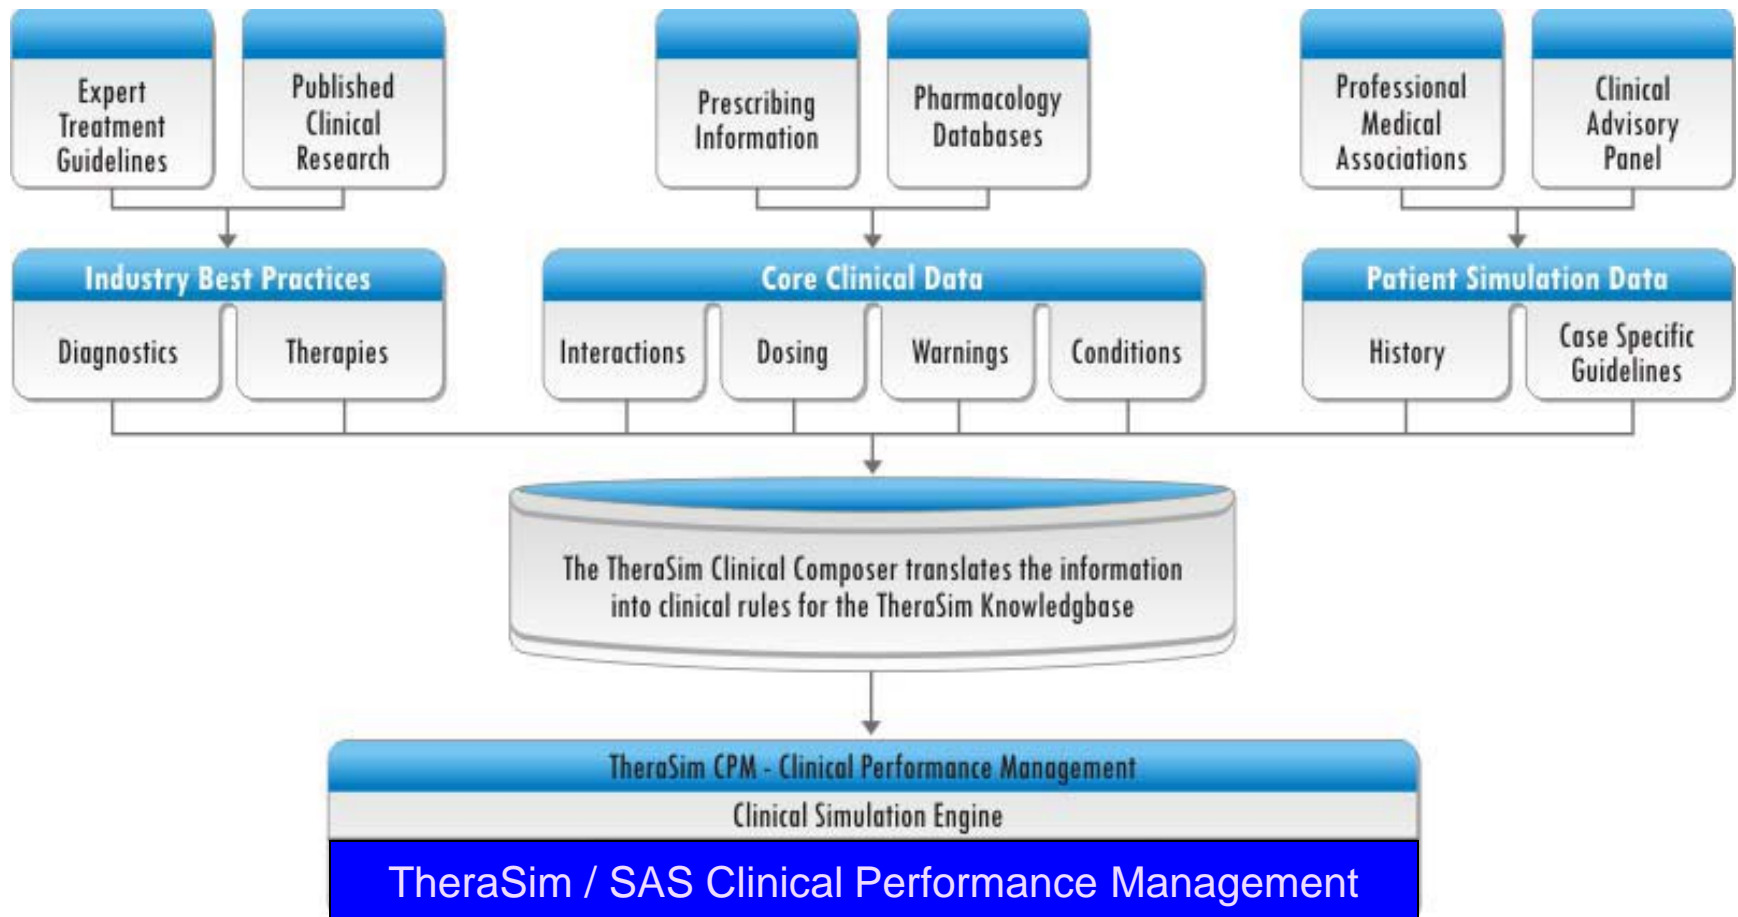 Expert
Treatment
Guidelines
Published
Clinical
Research
Prescribing
Information
Pharmacology
Databases
Professional
Medical
Associations
Clinical
Advisory
Panel
Industry Best Practices
Diagnostics
Therapies
Core Clinical Data
Interactions
Dosing
Warnings
Conditions
Patient Simulation Data
History
Case Specific
Guidelines
The TheraSim Clinical Composer translates the information
into clinical rules for the TheraSim Knowledgbase
TheraSim CPM - Clinical Performance Management
Clinical Simulation Engine
TheraSim / SAS Clinical Performance Management